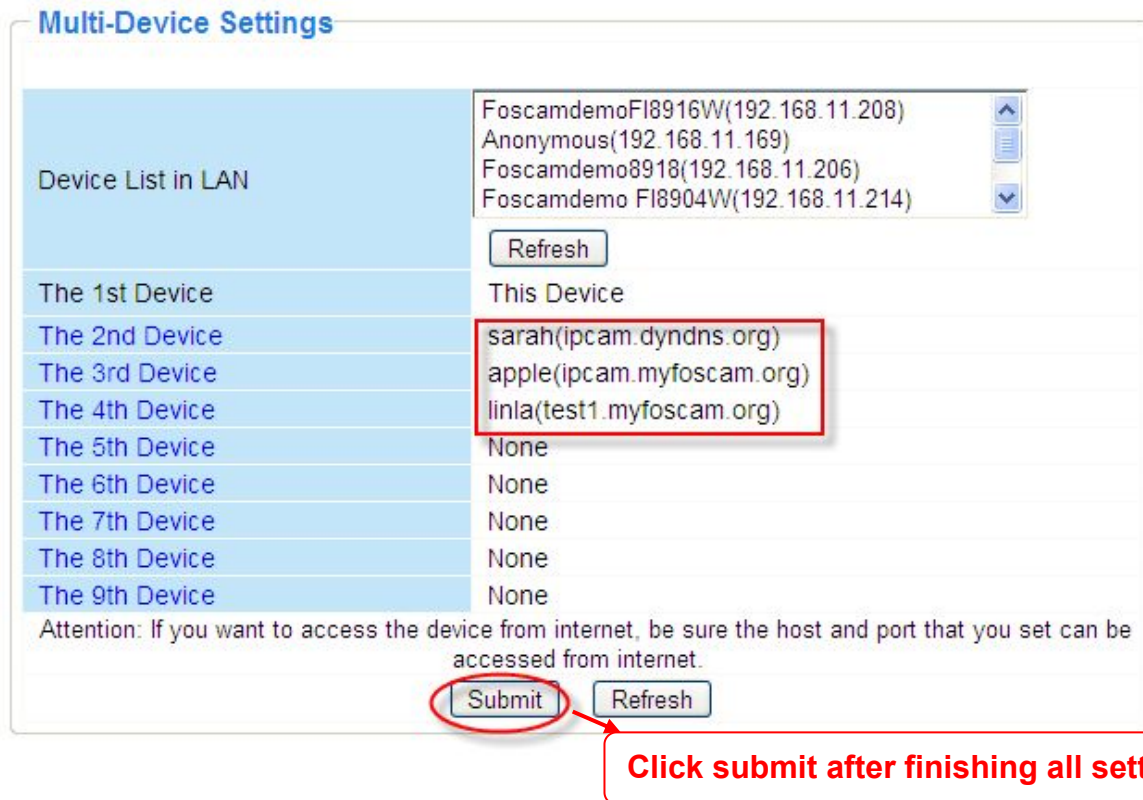 Multi-Device Settings
Device List in LAN
FoscamdemoFI8916W(192.168.11.208)
Anonymous(192.168.11.169)
Foscamdemo8918(192.168.11.206)
Foscamdemo FI8904W(192.168.11.214)
Refresh
The 1st Device This Device
The 2nd Device sarah(ipcam.dyndns.org)
The 3rd Device apple(ipcam.myfoscam.org)
The 4th Device linla(test1.myfoscam.org)
The 5th Device None
The 6th Device None
The 7th Device None
The 8th Device None
The 9th Device None
Attention: If you want to access the device from internet, be sure the host and port that you set can be
accessed from internet.
Submit Refresh
Click submit after finishing all